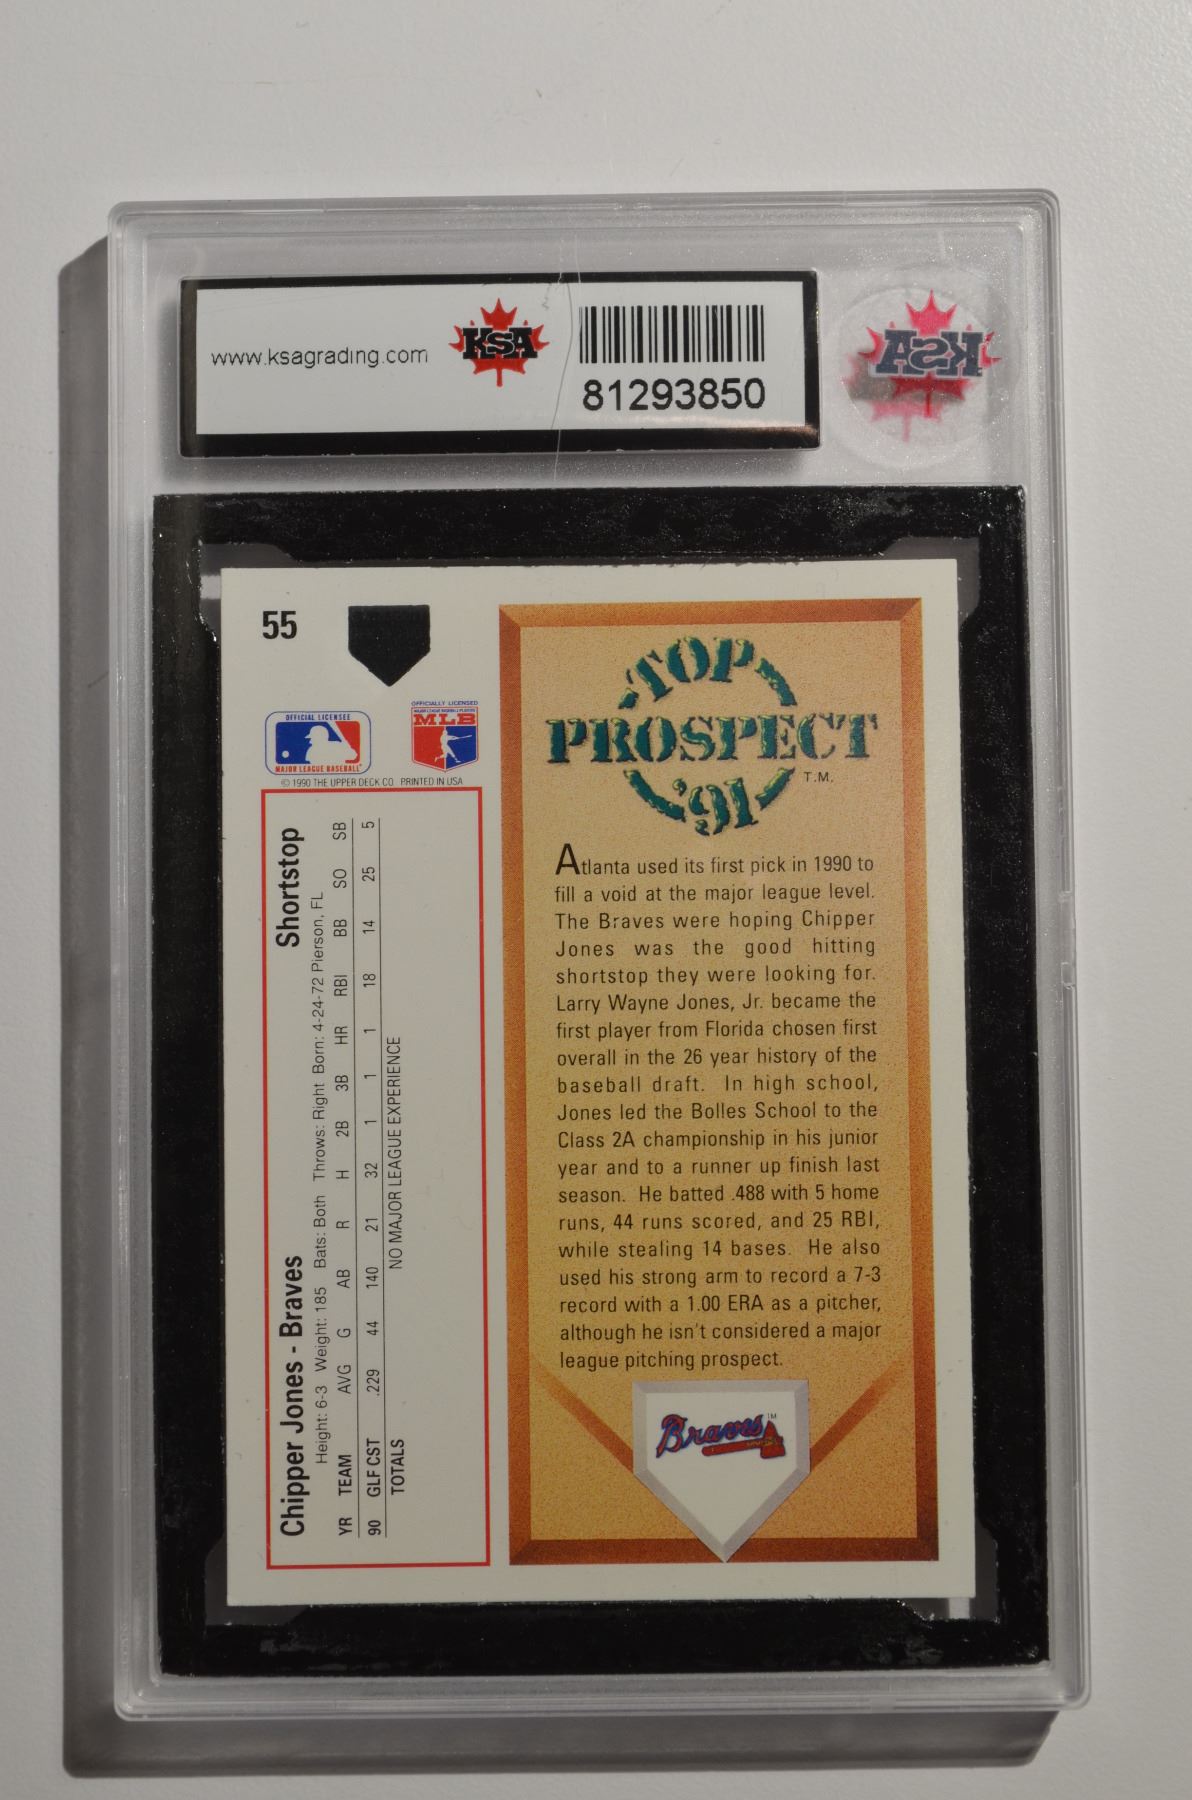 www.ksagrading.com
KSA
81293850
KSA
55
OFFICIAL LICENSEE
MAJOR LEAGUE BASEBALL
OFFICIALLY LICENSED
MAJOR LEAGUE BASEBALL PLAYERS
MLB
© 1990 THE UPPER DECK CO. PRINTED IN USA
Chipper Jones - Braves Shortstop
Height: 6-3 Weight: 185 Bats: Both Throws: Right Born: 4-24-72 Pierson, FL
YR TEAM AVG G AB R H 2B 3B HR RBI BB SO SB
90 GLF CST .229 44 140 21 32 1 1 1 18 14 25 5
TOTALS NO MAJOR LEAGUE EXPERIENCE
TOP
PROSPECT
'91
T.M.
Atlanta used its first pick in 1990 to
fill a void at the major league level.
The Braves were hoping Chipper
Jones was the good hitting
shortstop they were looking for.
Larry Wayne Jones, Jr. became the
first player from Florida chosen first
overall in the 26 year history of the
baseball draft. In high school,
Jones led the Bolles School to the
Class 2A championship in his junior
year and to a runner up finish last
season. He batted .488 with 5 home
runs, 44 runs scored, and 25 RBI,
while stealing 14 bases. He also
used his strong arm to record a 7-3
record with a 1.00 ERA as a pitcher,
although he isn't considered a major
league pitching prospect.
Braves™